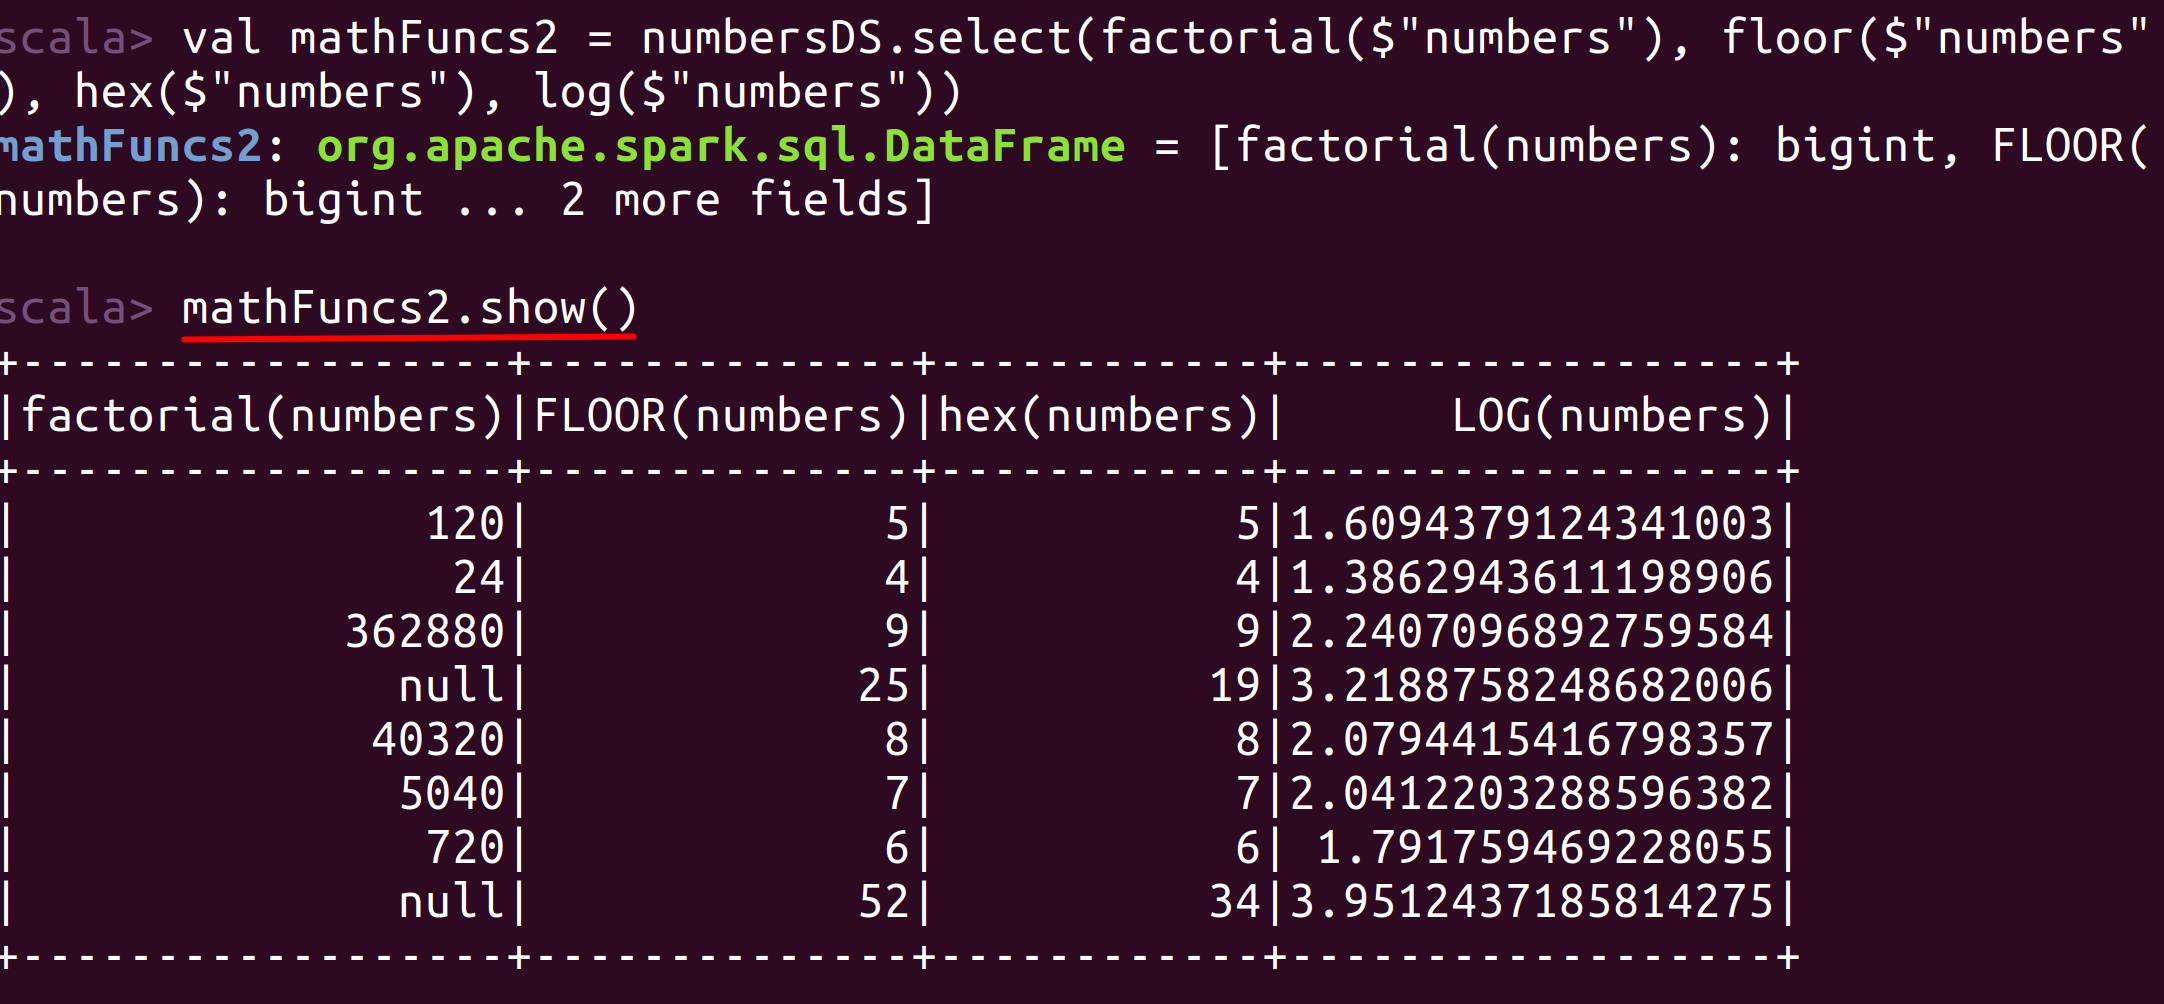 scala> val mathFuncs2 = numbersDS.select(factorial($"numbers"), floor($"numbers"
), hex($"numbers"), log($"numbers"))
mathFuncs2: org.apache.spark.sql.DataFrame = [factorial(numbers): bigint, FLOOR(
numbers): bigint ... 2 more fields]
scala> mathFuncs2.show()
+------------------+--------------+------------+------------------+
|factorial(numbers)|FLOOR(numbers)|hex(numbers)|      LOG(numbers)|
+------------------+--------------+------------+------------------+
|               120|             5|           5|1.6094379124341003|
|                24|             4|           4|1.3862943611198906|
|            362880|             9|           9|2.2407096892759584|
|              null|            25|          19|3.2188758248682006|
|             40320|             8|           8|2.0794415416798357|
|              5040|             7|           7|2.0412203288596382|
|               720|             6|           6| 1.791759469228055|
|              null|            52|          34|3.9512437185814275|
+------------------+--------------+------------+------------------+